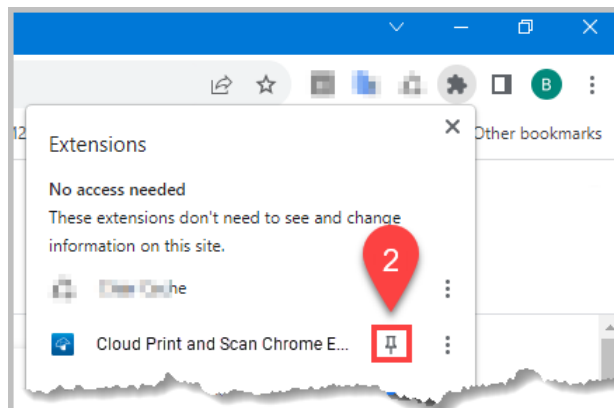 B
12
Other bookmarks
Extensions
No access needed
These extensions don't need to see and change
information on this site.
2
Cloud Print and Scan Chrome E...